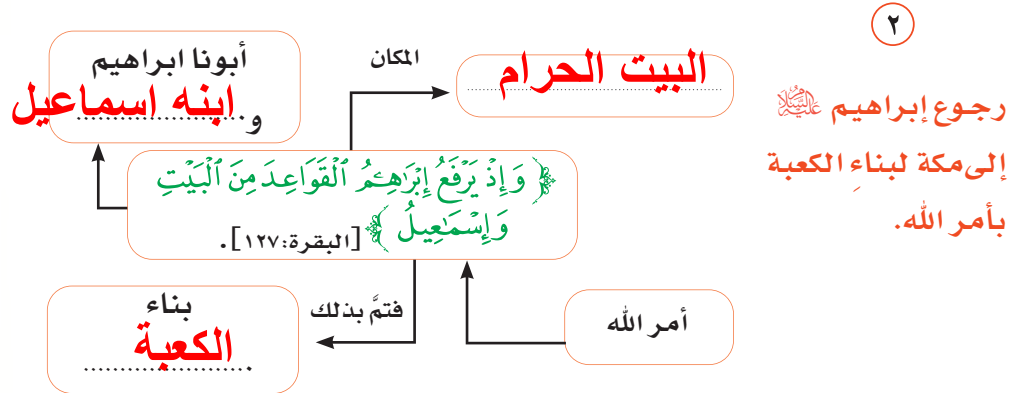 ٢
رجوع إبراهيم عليه السلام
إلى مكة لبناءِ الكعبة
بأمر الله.
البيت الحرام
المكان
أبونا ابراهيم
و ابنه اسماعيل
﴿ وَإِذْ يَرْفَعُ إِبْرَٰهِـۧمُ ٱلْقَوَاعِدَ مِنَ ٱلْبَيْتِ
وَإِسْمَٰعِيلُ ﴾ [البقرة:١٢٧].
أمر الله
فتمَّ بذلك
بناء
الكعبة